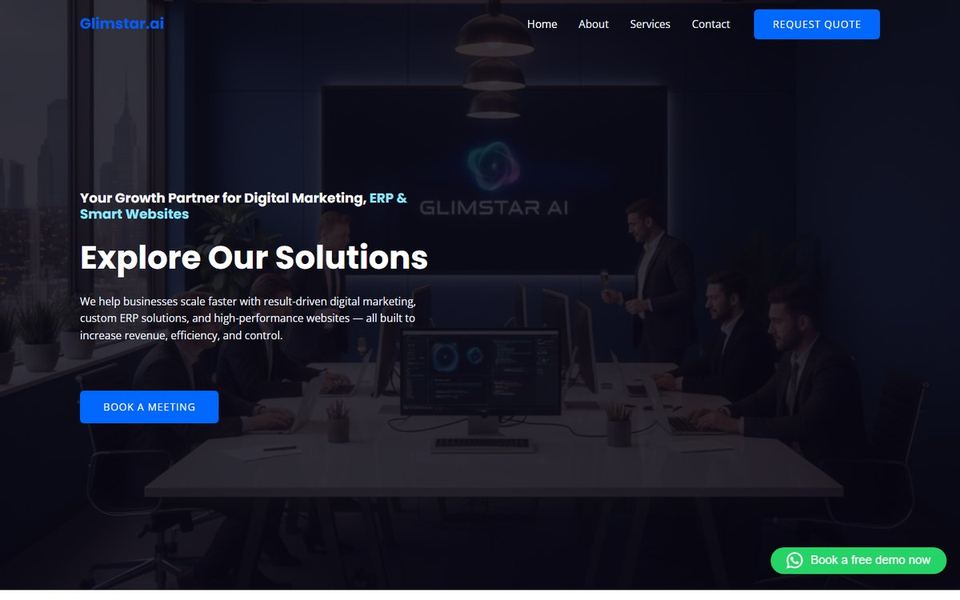 Glimstar.ai
Home
About
Services
Contact
REQUEST QUOTE
GLIMSTAR AI
Your Growth Partner for Digital Marketing, ERP &
Smart Websites
Explore Our Solutions
We help businesses scale faster with result-driven digital marketing,
custom ERP solutions, and high-performance websites — all built to
increase revenue, efficiency, and control.
BOOK A MEETING
Book a free demo now